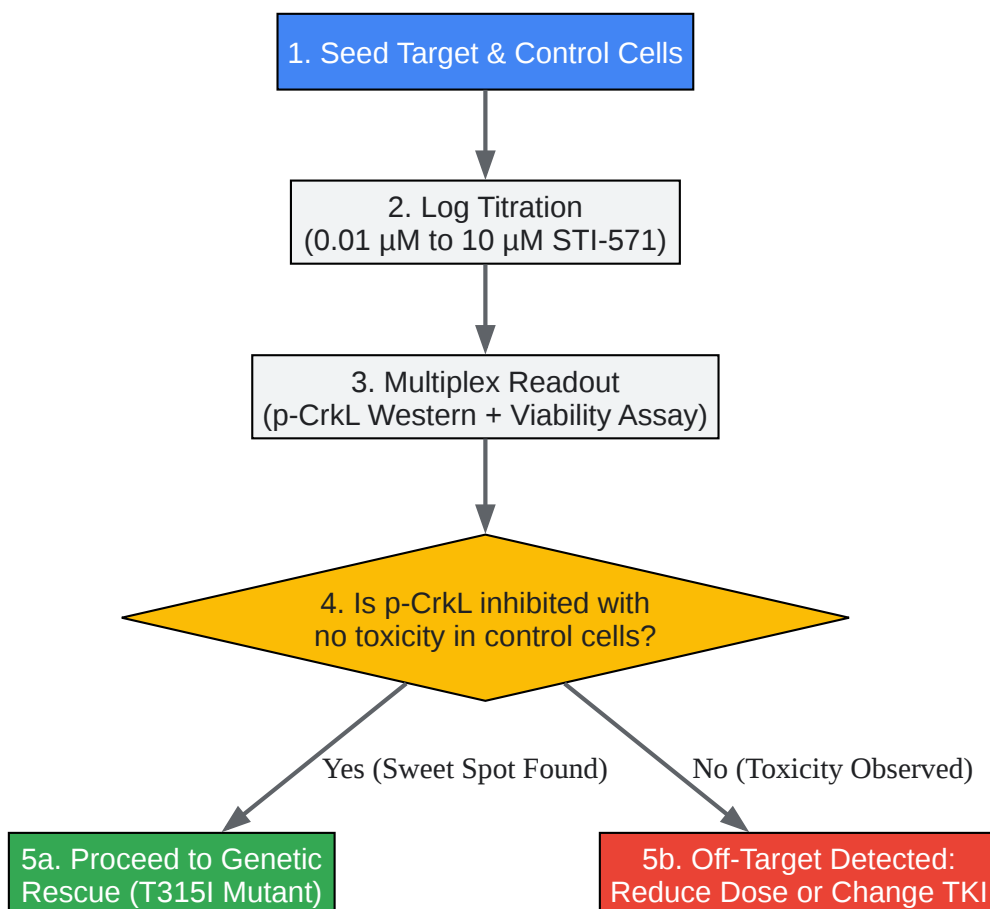 1. Seed Target & Control Cells
2. Log Titration
(0.01 µM to 10 µM STI-571)
3. Multiplex Readout
(p-CrkL Western + Viability Assay)
4. Is p-CrkL inhibited with
no toxicity in control cells?
Yes (Sweet Spot Found)
No (Toxicity Observed)
5a. Proceed to Genetic
Rescue (T315I Mutant)
5b. Off-Target Detected:
Reduce Dose or Change TKI